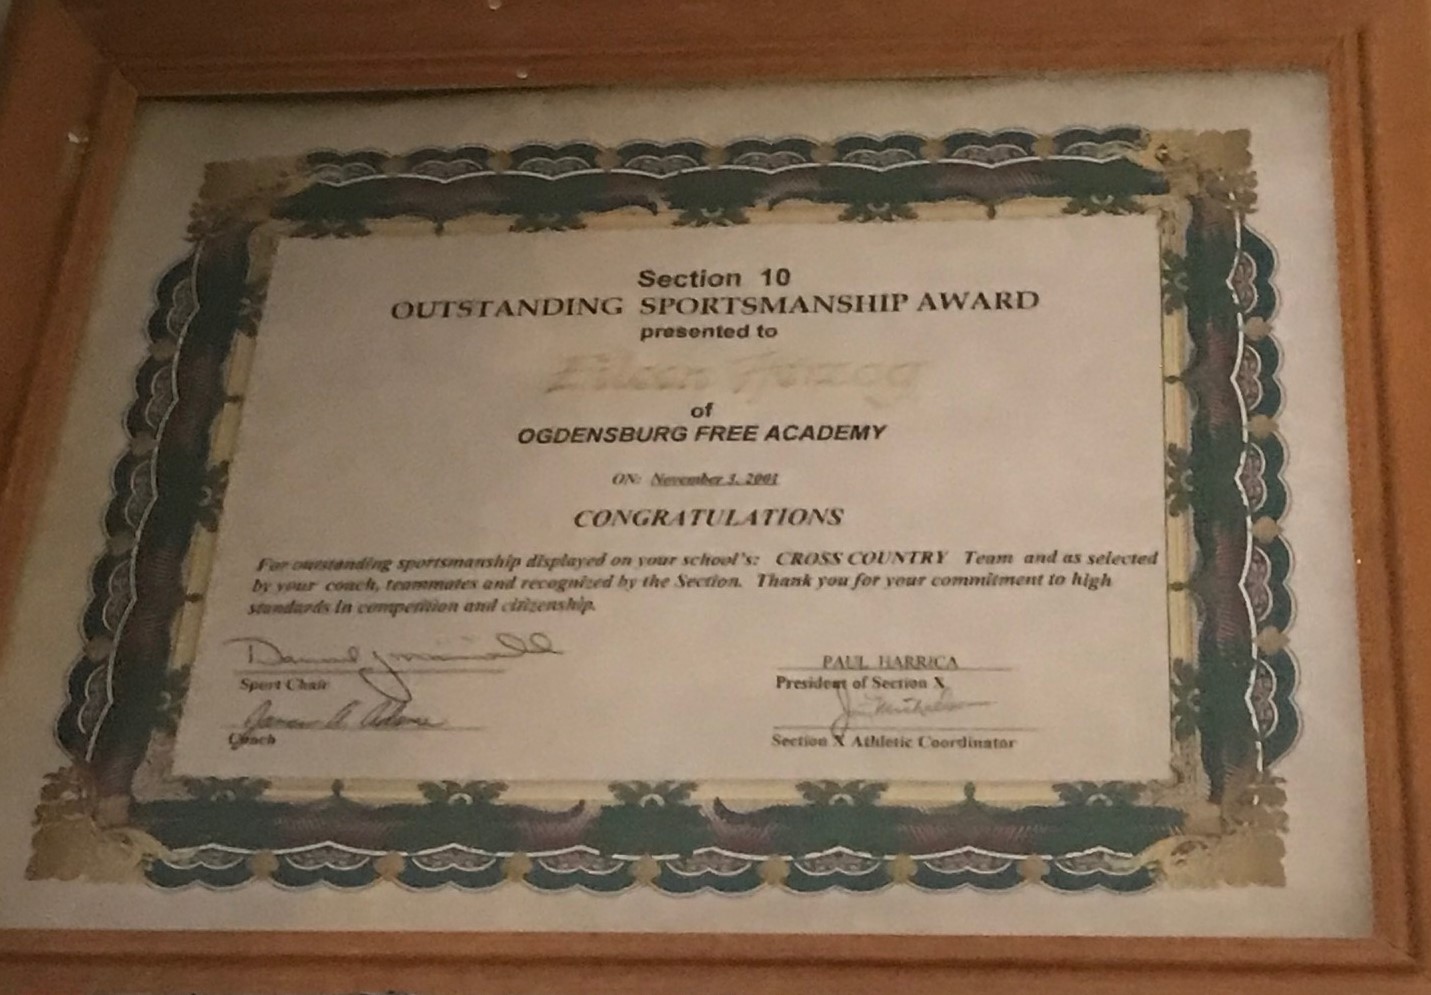 Section 10
OUTSTANDING SPORTSMANSHIP AWARD
presented to
Eileen Herzog
of
OGDENSBURG FREE ACADEMY
ON: November 3, 2001
CONGRATULATIONS
For outstanding sportsmanship displayed on your school's: CROSS COUNTRY Team and as selected
by your coach, teammates and recognized by the Section. Thank you for your commitment to high
standards in competition and citizenship.
Sport Chair
PAUL HARRICA
President of Section X
Coach
Section X Athletic Coordinator